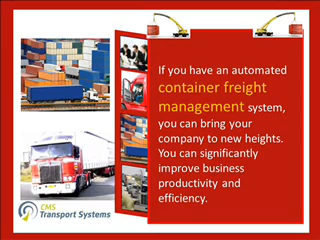 If you have an automated
container freight
management system,
you can bring your
company to new heights.
You can significantly
improve business
productivity and
efficiency.
CMS
Transport Systems